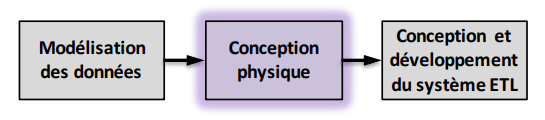 Modélisation
des données
Conception
physique
Conception et
développement
du système ETL